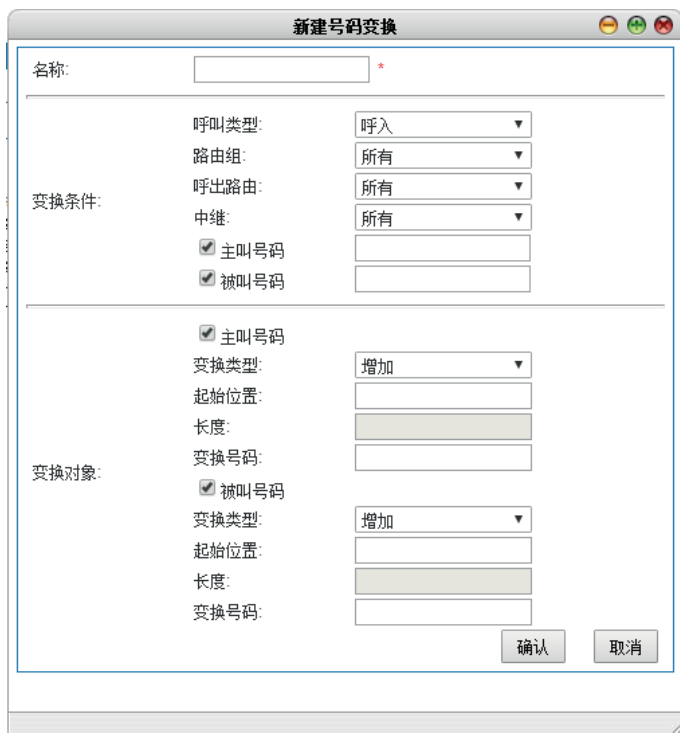 新建号码变换
名称: *
呼叫类型: 呼入
路由组: 所有
呼出路由: 所有
变换条件:
中继: 所有
主叫号码
被叫号码
主叫号码
变换类型: 增加
起始位置:
长度:
变换号码:
变换对象:
被叫号码
变换类型: 增加
起始位置:
长度:
变换号码:
确认 取消